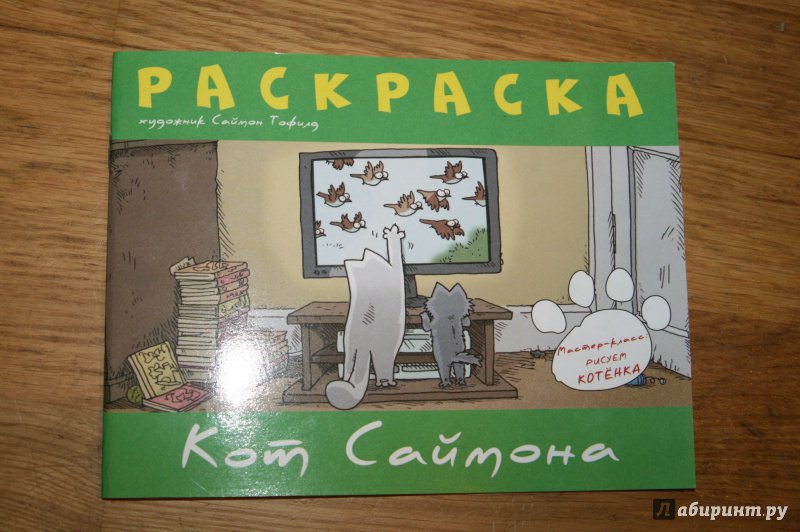 РАСКРАСКА
художник Саймон Тофилд
Мастер-класс:
РИСУЕМ
КОТЁНКА
Кот Саймона
Лабиринт.ру